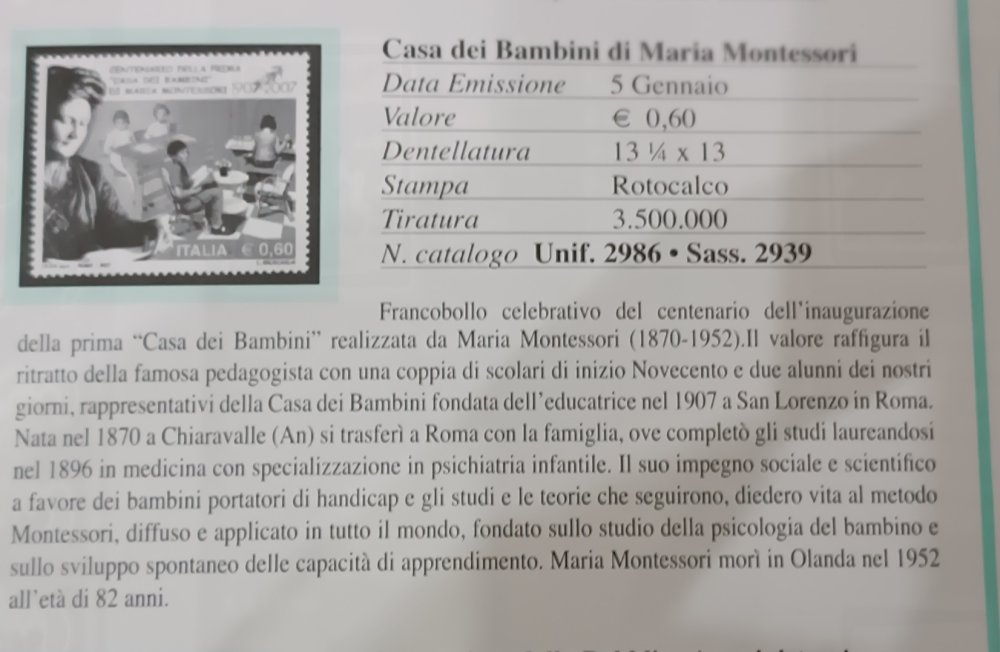 CENTENARIO DELLA PRIMA
"CASA DEI BAMBINI"
DI MARIA MONTESSORI 1907-2007
ITALIA € 0,60
Casa dei Bambini di Maria Montessori
Data Emissione 5 Gennaio
Valore € 0,60
Dentellatura 13 ¼ x 13
Stampa Rotocalco
Tiratura 3.500.000
N. catalogo Unif. 2986 • Sass. 2939
Francobollo celebrativo del centenario dell'inaugurazione
della prima “Casa dei Bambini” realizzata da Maria Montessori (1870-1952).Il valore raffigura il
ritratto della famosa pedagogista con una coppia di scolari di inizio Novecento e due alunni dei nostri
giorni, rappresentativi della Casa dei Bambini fondata dell'educatrice nel 1907 a San Lorenzo in Roma.
Nata nel 1870 a Chiaravalle (An) si trasferì a Roma con la famiglia, ove completò gli studi laureandosi
nel 1896 in medicina con specializzazione in psichiatria infantile. Il suo impegno sociale e scientifico
a favore dei bambini portatori di handicap e gli studi e le teorie che seguirono, diedero vita al metodo
Montessori, diffuso e applicato in tutto il mondo, fondato sullo studio della psicologia del bambino e
sullo sviluppo spontaneo delle capacità di apprendimento. Maria Montessori morì in Olanda nel 1952
all'età di 82 anni.